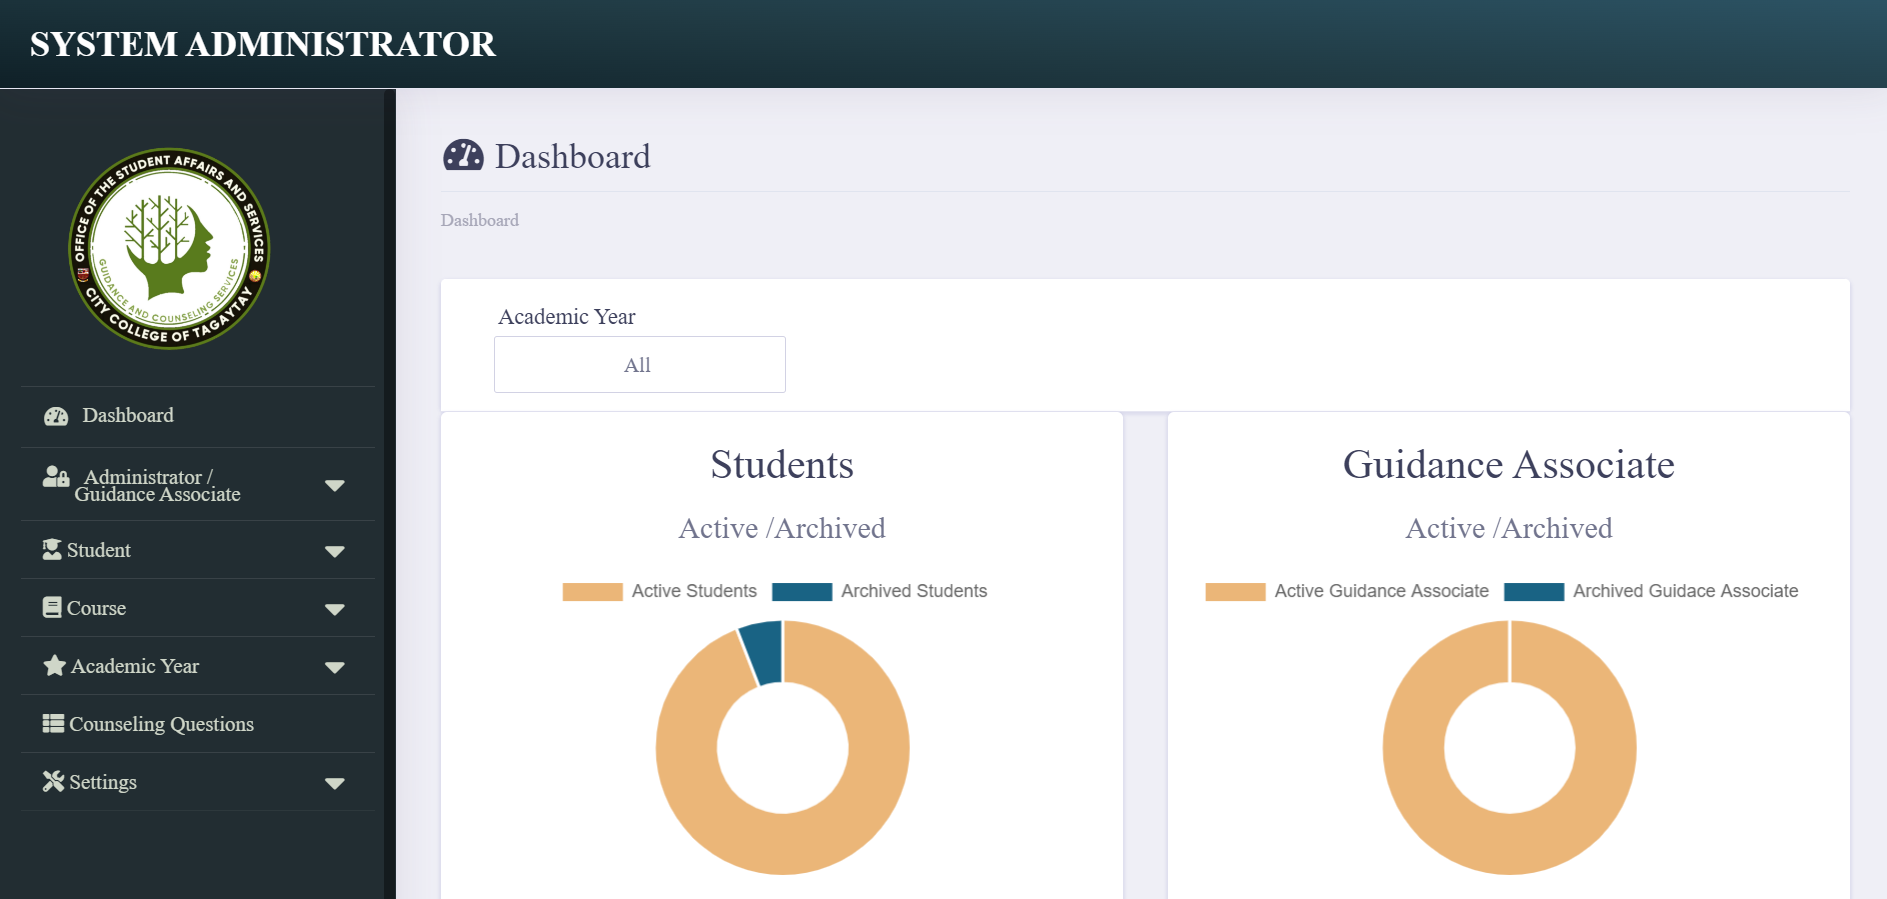 SYSTEM ADMINISTRATOR
OFFICE OF THE STUDENT AFFAIRS AND SERVICES
GUIDANCE AND COUNSELING SERVICES
CITY COLLEGE OF TAGAYTAY
Dashboard
Administrator /
Guidance Associate
Student
Course
Academic Year
Counseling Questions
Settings
Dashboard
Dashboard
Academic Year
All
Students
Active /Archived
Active Students Archived Students
Guidance Associate
Active /Archived
Active Guidance Associate Archived Guidace Associate